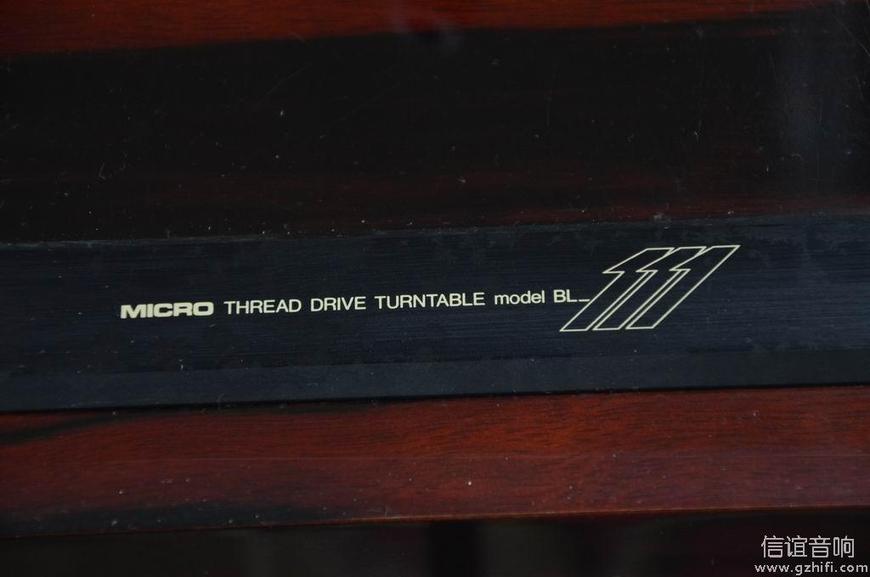 MICRO THREAD DRIVE TURNTABLE model BL-111
信谊音响
www.gzhifi.com